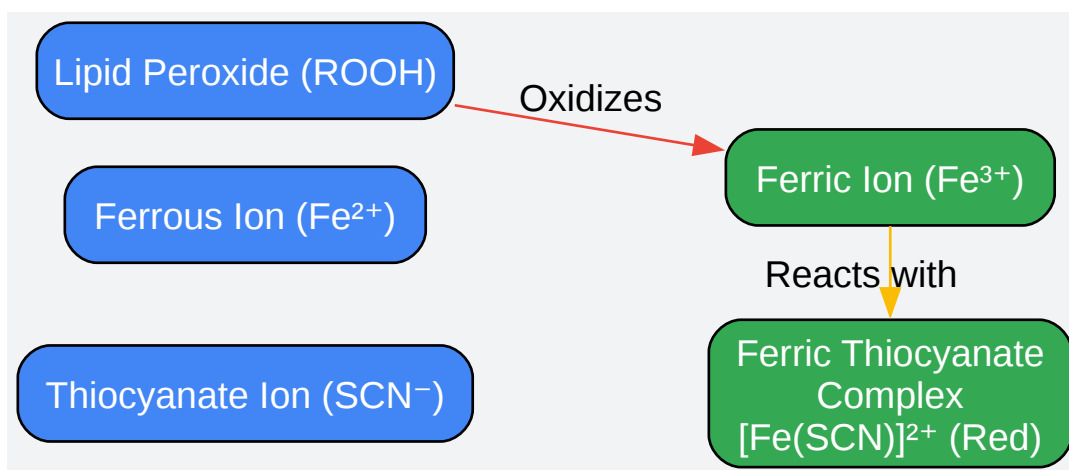 Lipid Peroxide (ROOH)
Oxidizes
Ferric Ion (Fe³⁺)
Ferrous Ion (Fe²⁺)
Reacts with
Thiocyanate Ion (SCN⁻)
Ferric Thiocyanate
Complex
[Fe(SCN)]²⁺ (Red)